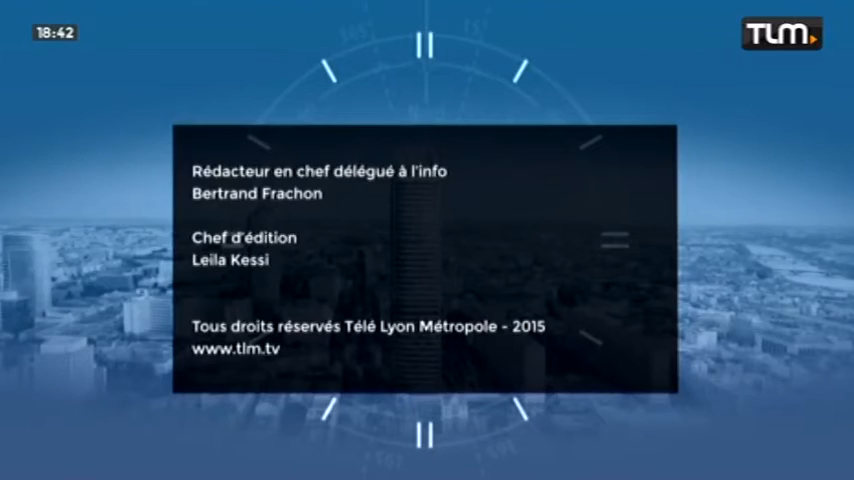 18:42
TLM
Rédacteur en chef délégué à l'info
Bertrand Frachon
Chef d'édition
Leïla Kessi
Tous droits réservés Télé Lyon Métropole - 2015
www.tlm.tv